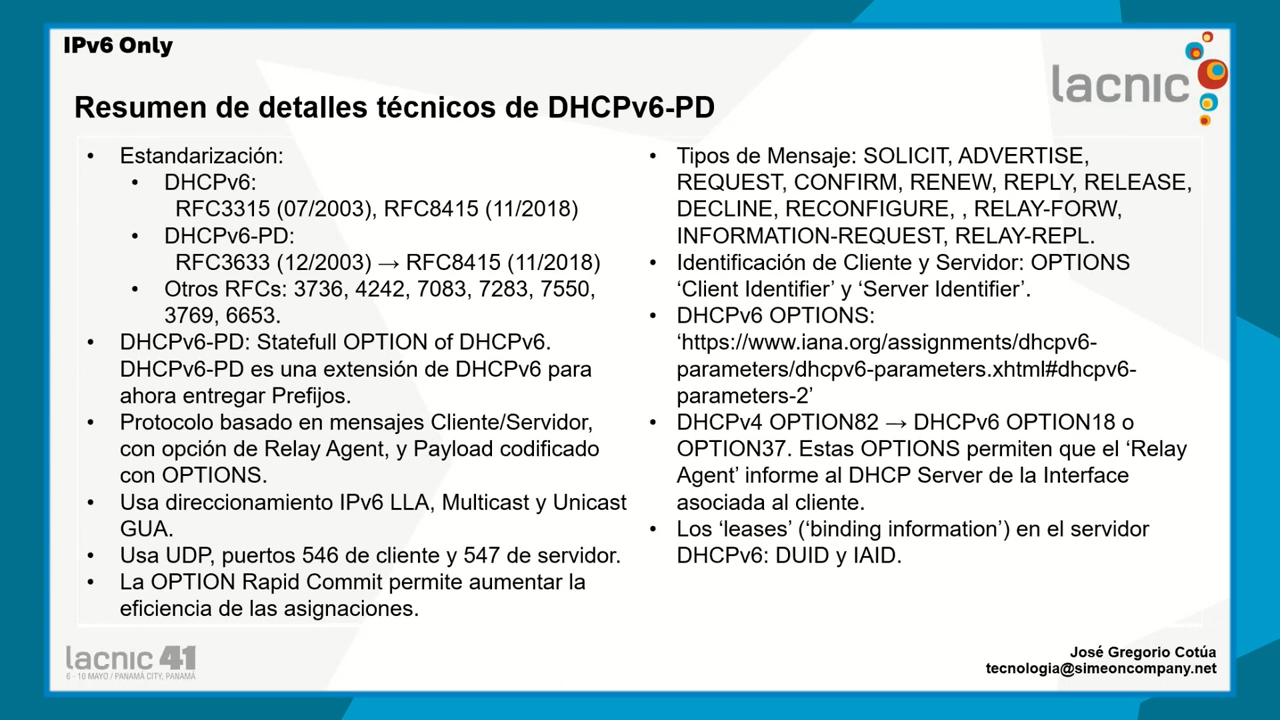 IPv6 Only
lacnic
Resumen de detalles técnicos de DHCPv6-PD
• Estandarización:
• DHCPv6:
RFC3315 (07/2003), RFC8415 (11/2018)
• DHCPv6-PD:
RFC3633 (12/2003) → RFC8415 (11/2018)
• Otros RFCs: 3736, 4242, 7083, 7283, 7550,
3769, 6653.
• DHCPv6-PD: Statefull OPTION of DHCPv6.
DHCPv6-PD es una extensión de DHCPv6 para
ahora entregar Prefijos.
• Protocolo basado en mensajes Cliente/Servidor,
con opción de Relay Agent, y Payload codificado
con OPTIONS.
• Usa direccionamiento IPv6 LLA, Multicast y Unicast
GUA.
• Usa UDP, puertos 546 de cliente y 547 de servidor.
• La OPTION Rapid Commit permite aumentar la
eficiencia de las asignaciones.
• Tipos de Mensaje: SOLICIT, ADVERTISE,
REQUEST, CONFIRM, RENEW, REPLY, RELEASE,
DECLINE, RECONFIGURE, , RELAY-FORW,
INFORMATION-REQUEST, RELAY-REPL.
• Identificación de Cliente y Servidor: OPTIONS
‘Client Identifier’ y ‘Server Identifier’.
• DHCPv6 OPTIONS:
‘https://www.iana.org/assignments/dhcpv6-
parameters/dhcpv6-parameters.xhtml#dhcpv6-
parameters-2’
• DHCPv4 OPTION82 → DHCPv6 OPTION18 o
OPTION37. Estas OPTIONS permiten que el ‘Relay
Agent’ informe al DHCP Server de la Interface
asociada al cliente.
• Los ‘leases’ (‘binding information’) en el servidor
DHCPv6: DUID y IAID.
lacnic 41
6 - 10 MAYO / PANAMÁ CITY, PANAMÁ
José Gregorio Cotúa
tecnologia@simeoncompany.net